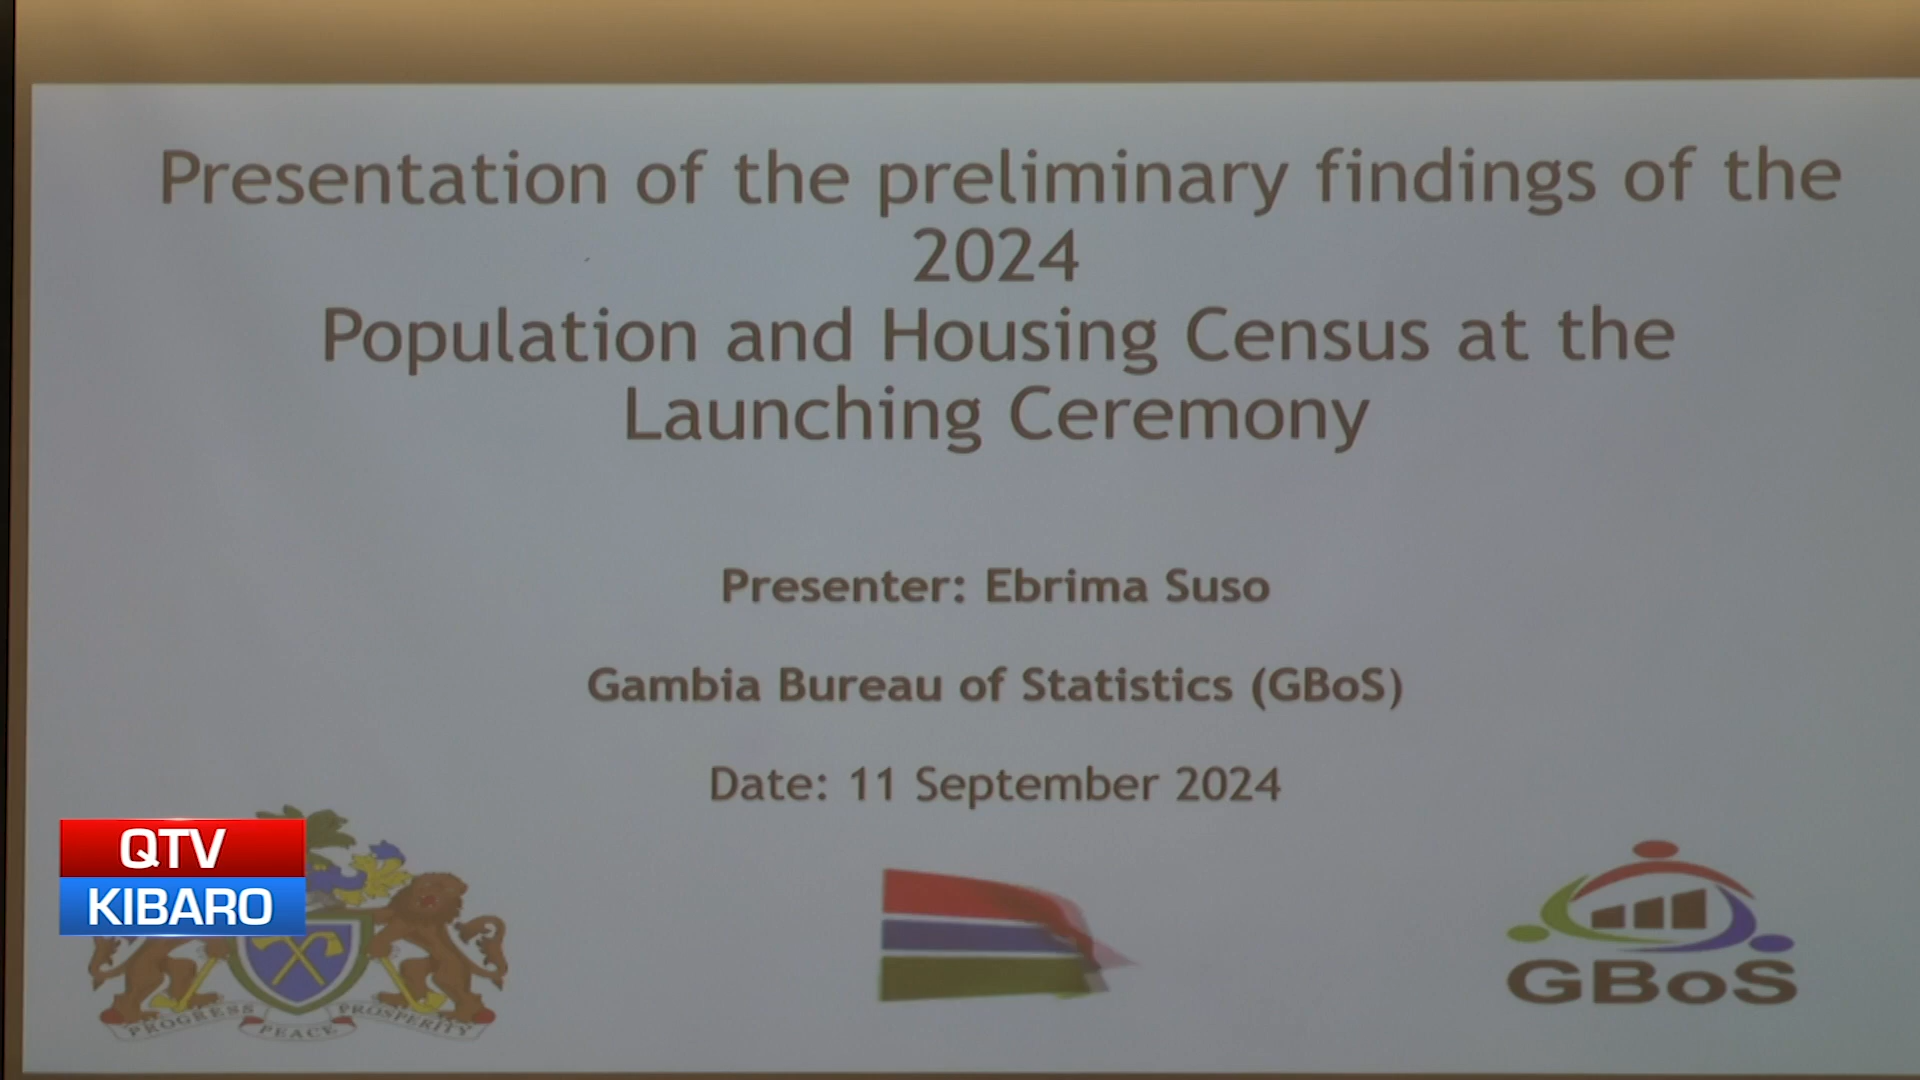 Presentation of the preliminary findings of the
2024
Population and Housing Census at the
Launching Ceremony
Presenter: Ebrima Suso
Gambia Bureau of Statistics (GBoS)
Date: 11 September 2024
QTV
KIBARO
PROGRESS PEACE PROSPERITY
GBoS